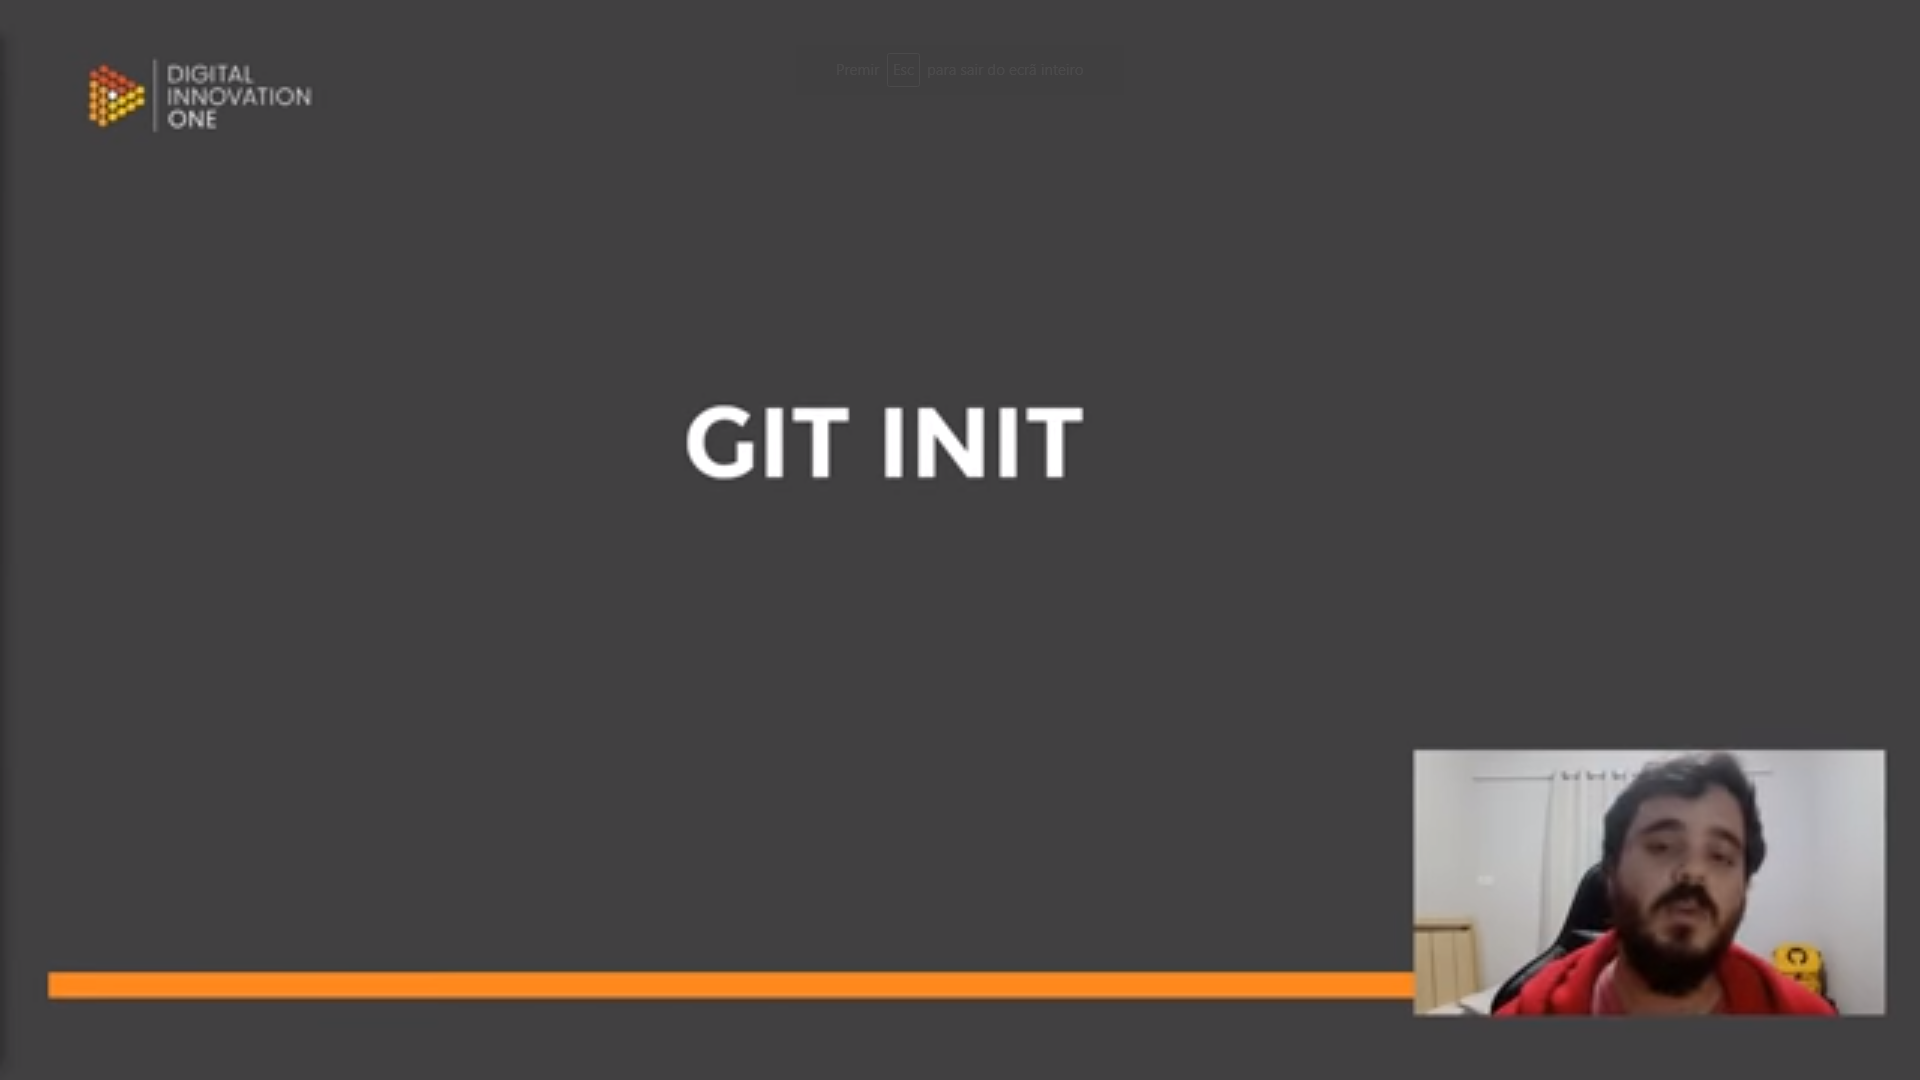 DIGITAL
INNOVATION
ONE
Premir Esc para sair do ecrã inteiro
GIT INIT